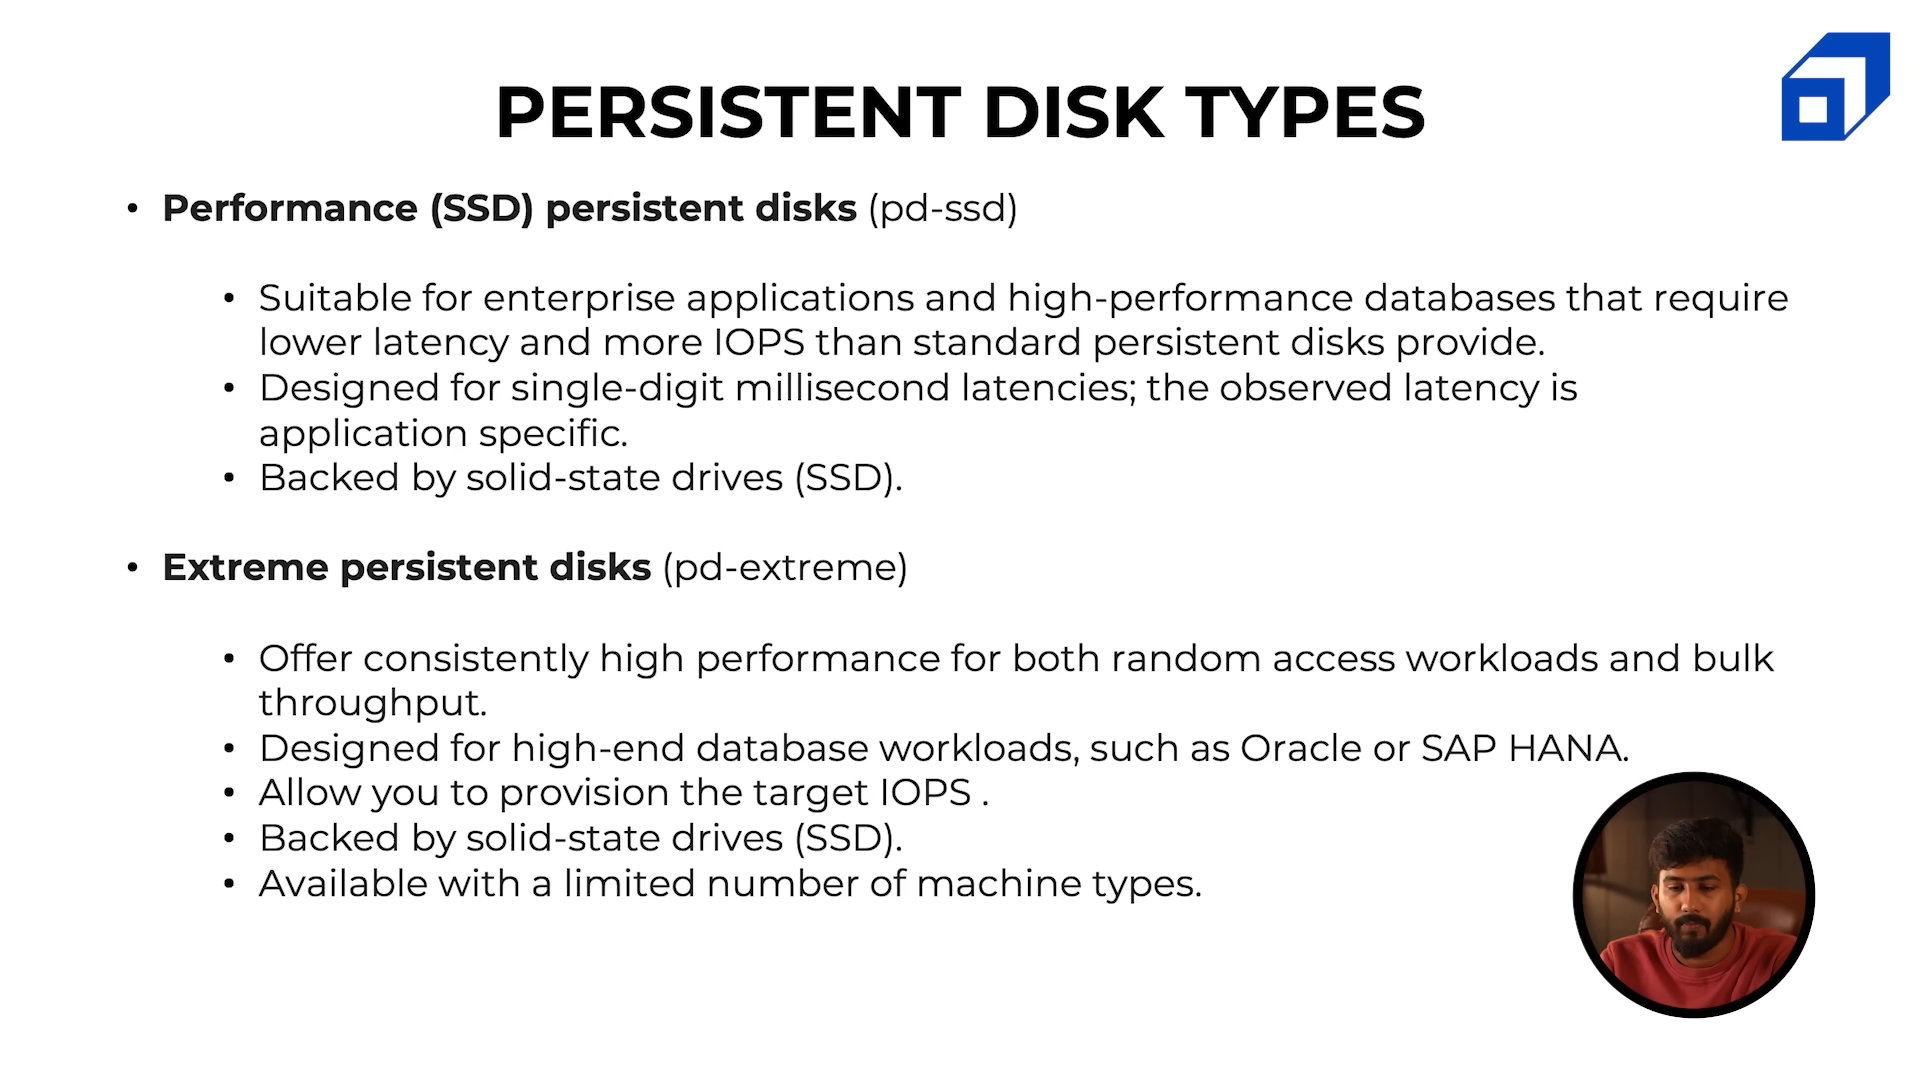 PERSISTENT DISK TYPES
• Performance (SSD) persistent disks (pd-ssd)
• Suitable for enterprise applications and high-performance databases that require
lower latency and more IOPS than standard persistent disks provide.
• Designed for single-digit millisecond latencies; the observed latency is
application specific.
• Backed by solid-state drives (SSD).
• Extreme persistent disks (pd-extreme)
• Offer consistently high performance for both random access workloads and bulk
throughput.
• Designed for high-end database workloads, such as Oracle or SAP HANA.
• Allow you to provision the target IOPS .
• Backed by solid-state drives (SSD).
• Available with a limited number of machine types.